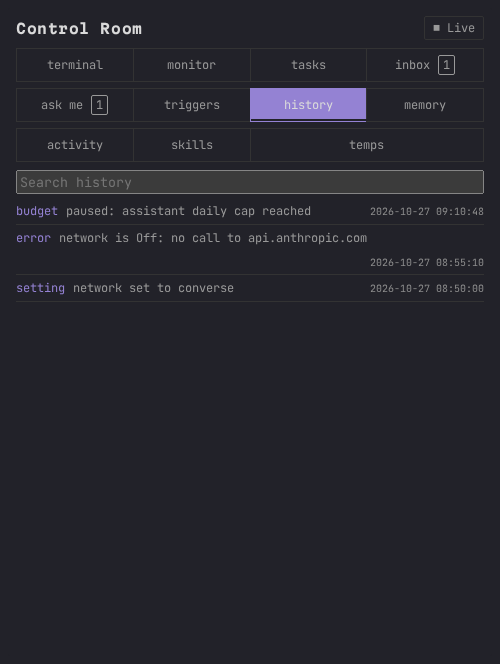 Control Room
Live
terminal
monitor
tasks
inbox 1
ask me 1
triggers
history
memory
activity
skills
temps
Search history
budget paused: assistant daily cap reached 2026-10-27 09:10:48
error network is Off: no call to api.anthropic.com
2026-10-27 08:55:10
setting network set to converse 2026-10-27 08:50:00